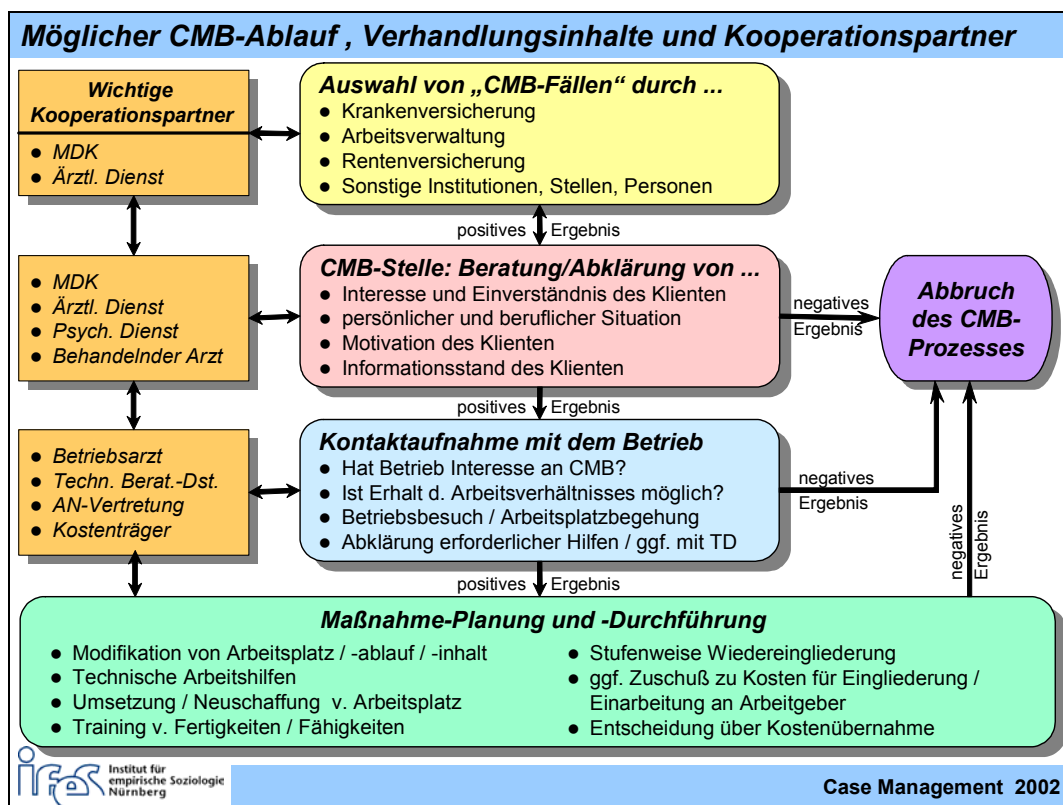 Möglicher CMB-Ablauf , Verhandlungsinhalte und Kooperationspartner
Wichtige
Kooperationspartner
● MDK
● Ärztl. Dienst
Auswahl von „CMB-Fällen" durch ...
● Krankenversicherung
● Arbeitsverwaltung
● Rentenversicherung
● Sonstige Institutionen, Stellen, Personen
positives Ergebnis
● MDK
● Ärztl. Dienst
● Psych. Dienst
● Behandelnder Arzt
CMB-Stelle: Beratung/Abklärung von ...
● Interesse und Einverständnis des Klienten
● persönlicher und beruflicher Situation
● Motivation des Klienten
● Informationsstand des Klienten
negatives
Ergebnis
Abbruch
des CMB-
Prozesses
positives Ergebnis
● Betriebsarzt
● Techn. Berat.-Dst.
● AN-Vertretung
● Kostenträger
Kontaktaufnahme mit dem Betrieb
● Hat Betrieb Interesse an CMB?
● Ist Erhalt d. Arbeitsverhältnisses möglich?
● Betriebsbesuch / Arbeitsplatzbegehung
● Abklärung erforderlicher Hilfen / ggf. mit TD
negatives
Ergebnis
negatives
Ergebnis
positives Ergebnis
Maßnahme-Planung und -Durchführung
● Modifikation von Arbeitsplatz / -ablauf / -inhalt
● Technische Arbeitshilfen
● Umsetzung / Neuschaffung v. Arbeitsplatz
● Training v. Fertigkeiten / Fähigkeiten
● Stufenweise Wiedereingliederung
● ggf. Zuschuß zu Kosten für Eingliederung /
Einarbeitung an Arbeitgeber
● Entscheidung über Kostenübernahme
ifes
Institut für
empirische Soziologie
Nürnberg
Case Management 2002